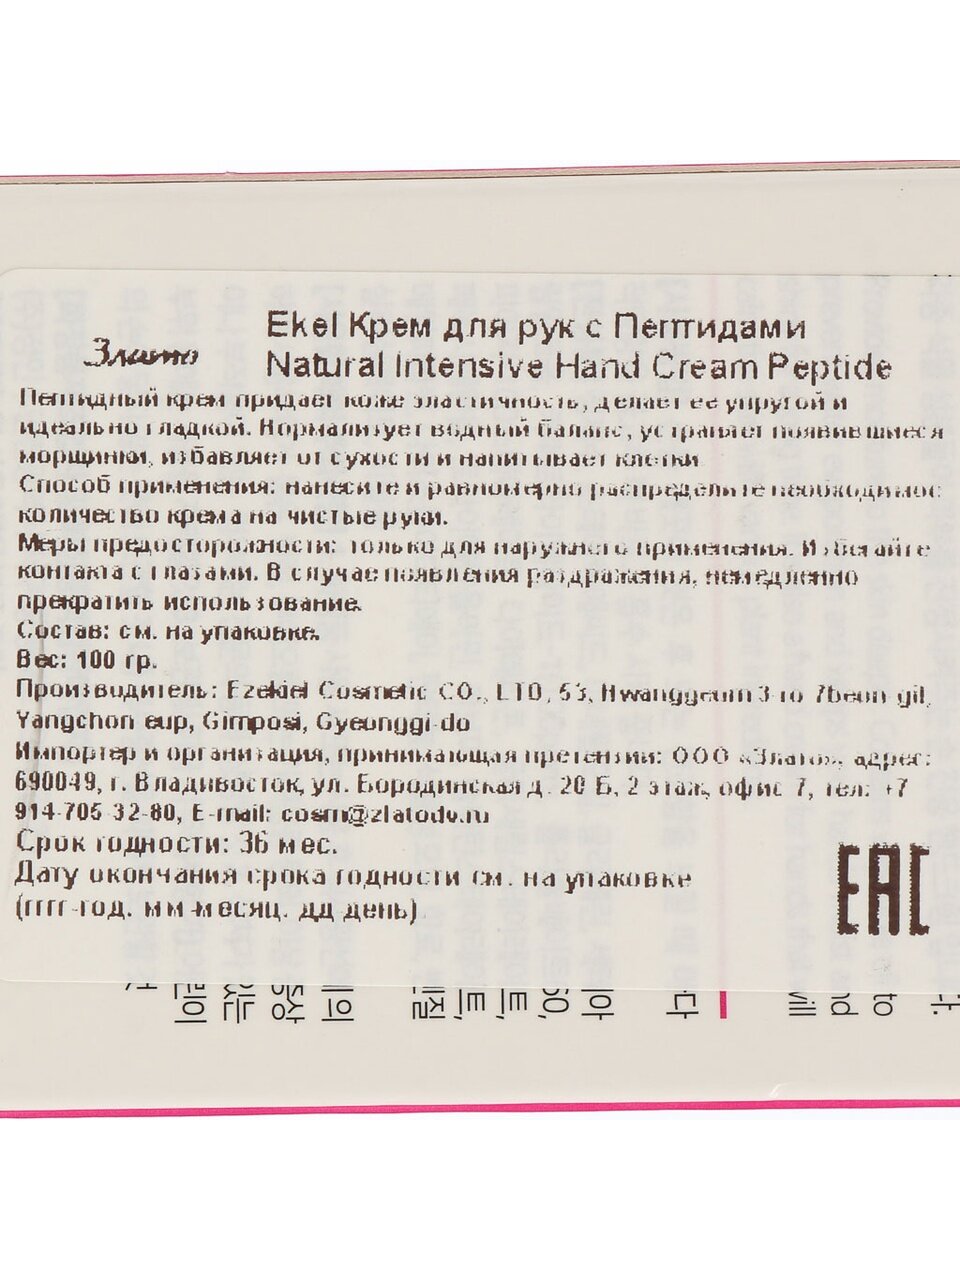 Злато
Ekel Крем для рук с Пептидами
Natural Intensive Hand Cream Peptide
Пептидный крем придает коже эластичность, делает ее упругой и
идеально гладкой. Нормализует водный баланс, устраняет появившиеся
морщинки, избавляет от сухости и напитывает клетки
Способ применения: нанесите и равномерно распределите необходимое
количество крема на чистые руки.
Меры предосторожности: только для наружного применения. Избегайте
контакта с глазами. В случае появления раздражения, немедленно
прекратить использование.
Состав: см. на упаковке.
Вес: 100 гр.
Производитель: Ezekiel Cosmetic CO., LTD, 53, Hwanggeum 3-ro 7beon-gil,
Yangchon-eup, Gimposi, Gyeonggi-do
Импортер и организация, принимающая претензии: ООО «Злато», адрес:
690049, г. Владивосток, ул. Бородинская д. 20 Б, 2 этаж, офис 7, тел: +7
914-705-32-80, E-mail: cosm@zlatodv.ru
Срок годности: 36 мес.
Дату окончания срока годности см. на упаковке
(гггг-год. мм-месяц. дд-день)
EAC